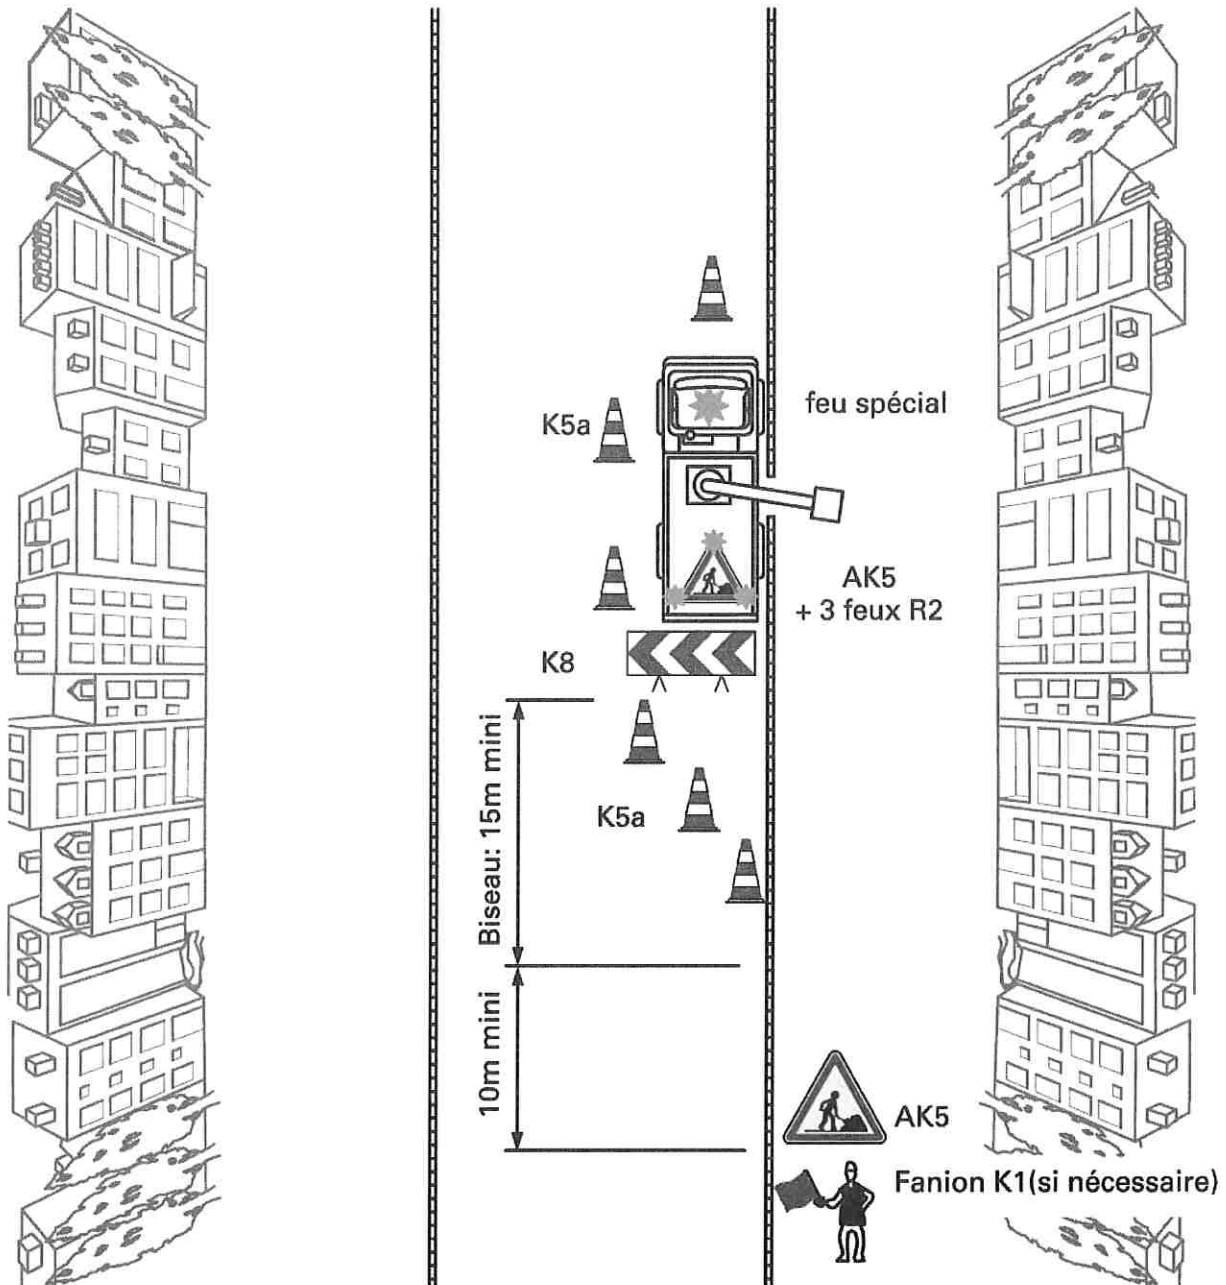 feu spécial
K5a
AK5
+ 3 feux R2
K8
Biseau: 15m mini
K5a
10m mini
AK5
Fanion K1(si nécessaire)